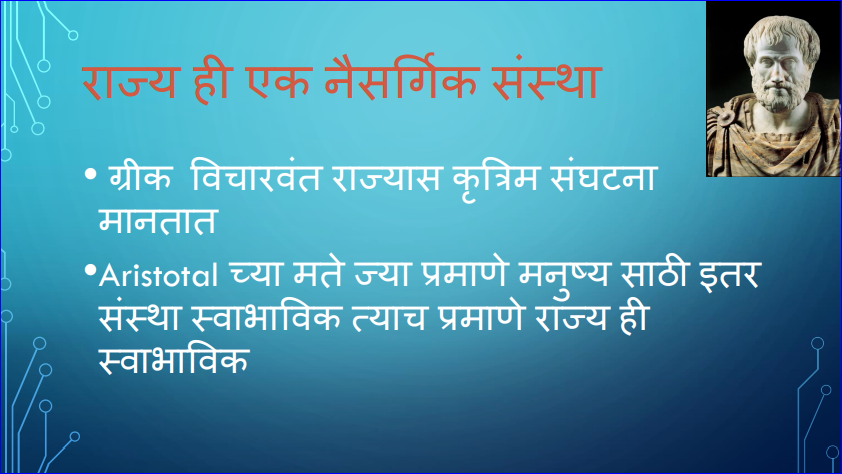 राज्य ही एक नैसर्गिक संस्था
• ग्रीक विचारवंत राज्यास कृत्रिम संघटना
मानतात
•Aristotal च्या मते ज्या प्रमाणे मनुष्य साठी इतर
संस्था स्वाभाविक त्याच प्रमाणे राज्य ही
स्वाभाविक